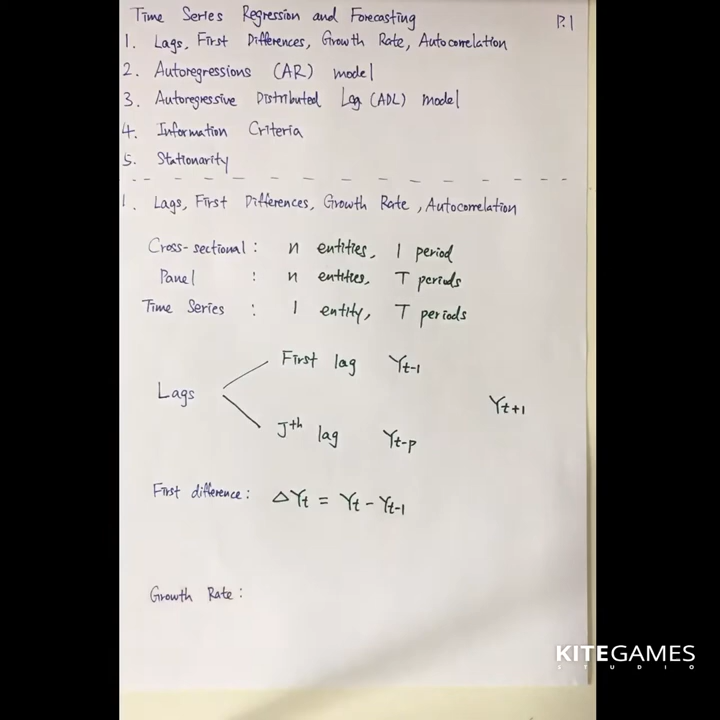 Time Series Regression and Forecasting P.1
1. Lags, First Differences, Growth Rate, Autocorrelation
2. Autoregressions (AR) model
3. Autoregressive Distributed Lag (ADL) model
4. Information Criteria
5. Stationarity
1. Lags, First Differences, Growth Rate, Autocorrelation
Cross-sectional: n entities, 1 period
Panel : n entities, T periods
Time Series : 1 entity, T periods
First lag Yt-1
Lags
Yt+1
Jth lag Yt-p
First difference: △Yt = Yt - Yt-1
Growth Rate:
KITEGAMES
STUDIO